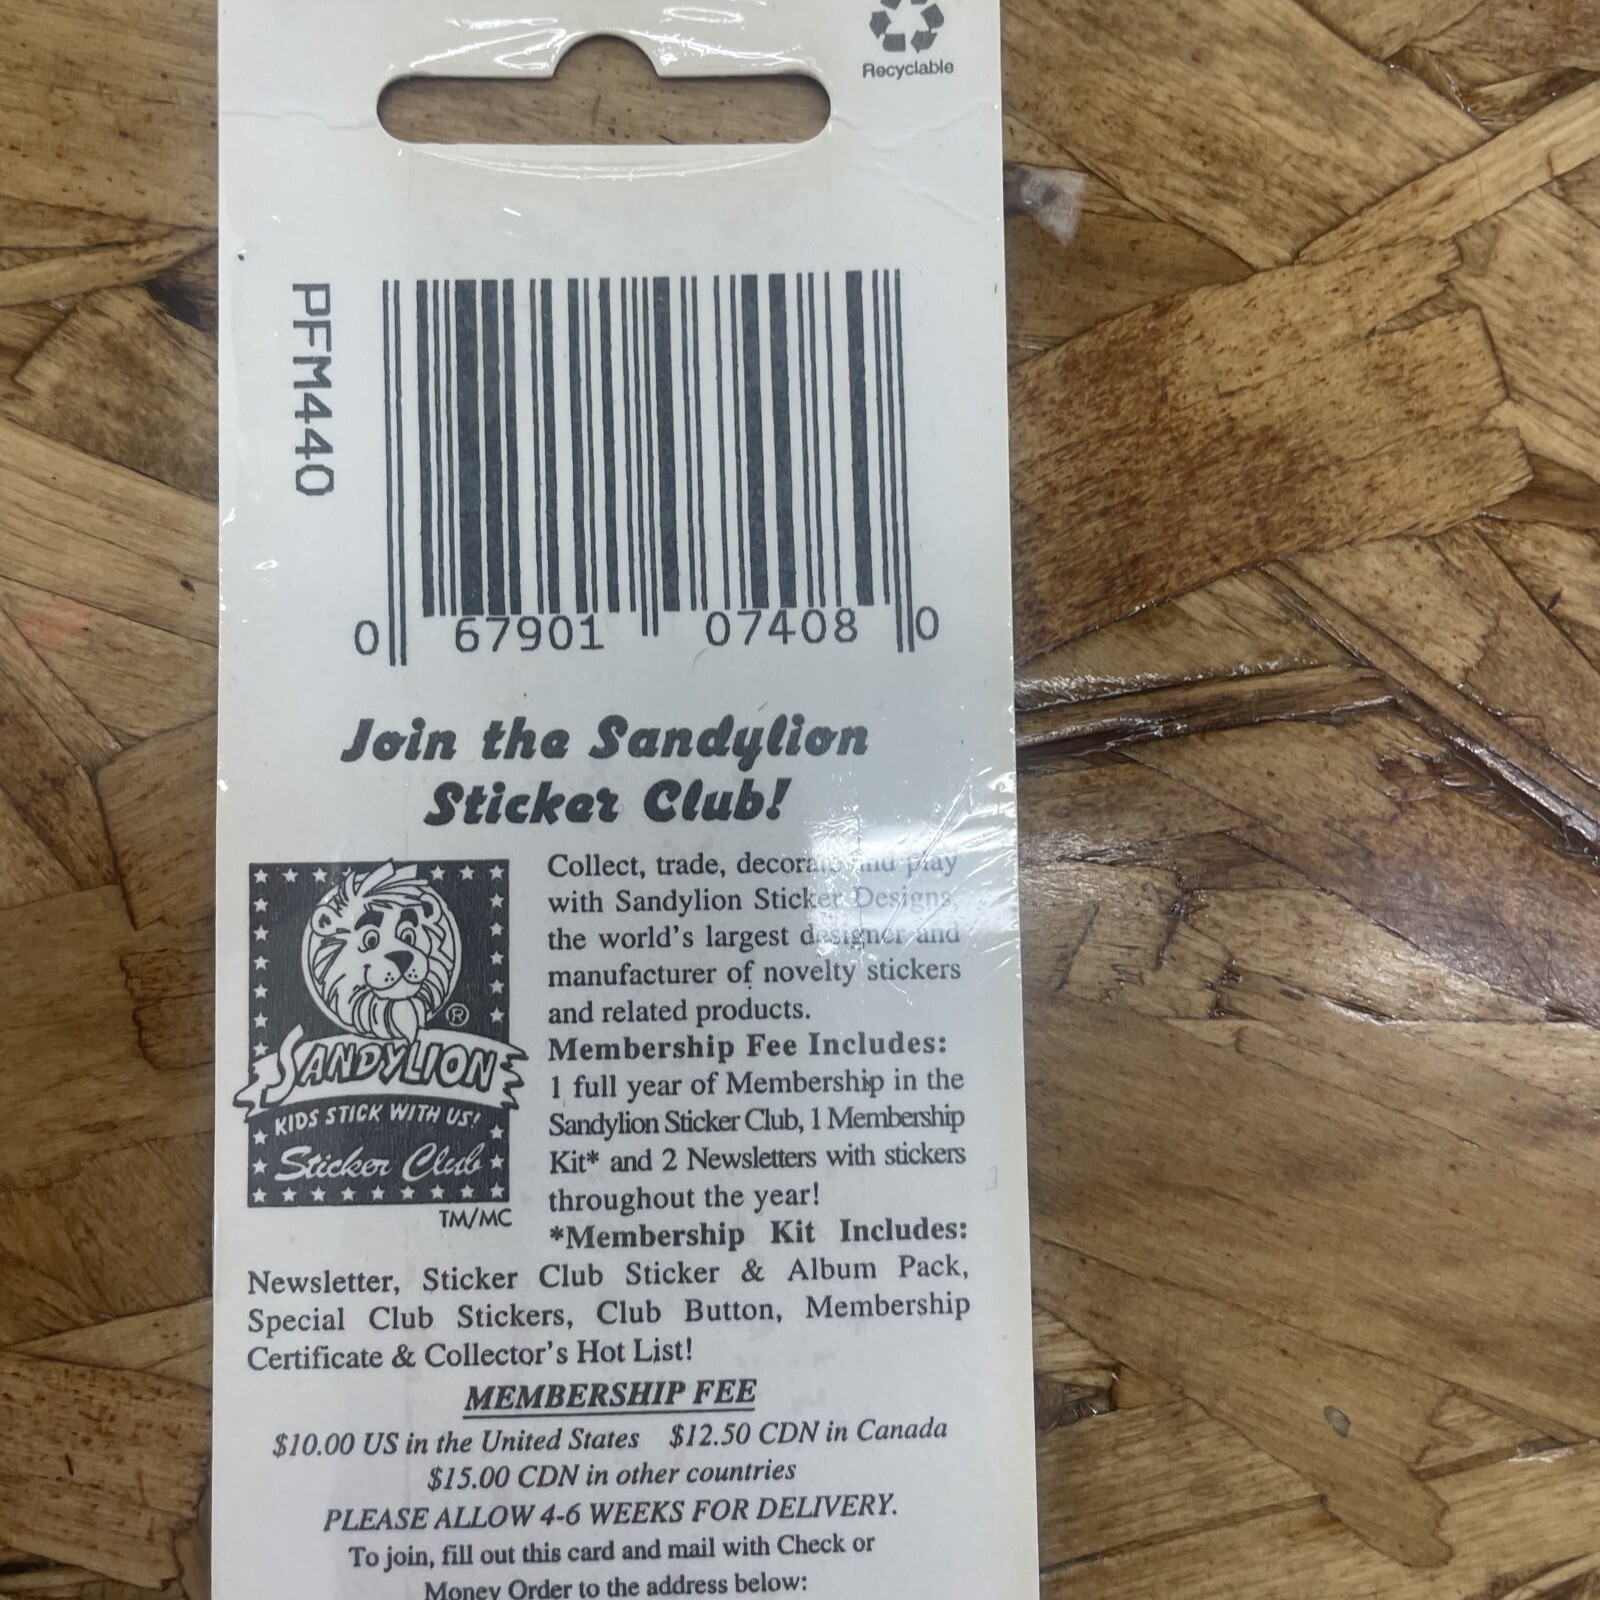 Recyclable
PFM440
0 67901 07408 0
Join the Sandylion
Sticker Club!
Collect, trade, decorate and play
with Sandylion Sticker Designs,
the world's largest designer and
manufacturer of novelty stickers
and related products.
Membership Fee Includes:
1 full year of Membership in the
Sandylion Sticker Club, 1 Membership
Kit* and 2 Newsletters with stickers
throughout the year!
*Membership Kit Includes:
®
SANDYLION
KIDS STICK WITH US!
Sticker Club
TM/MC
Newsletter, Sticker Club Sticker & Album Pack,
Special Club Stickers, Club Button, Membership
Certificate & Collector's Hot List!
MEMBERSHIP FEE
$10.00 US in the United States $12.50 CDN in Canada
$15.00 CDN in other countries
PLEASE ALLOW 4-6 WEEKS FOR DELIVERY.
To join, fill out this card and mail with Check or
Money Order to the address below: